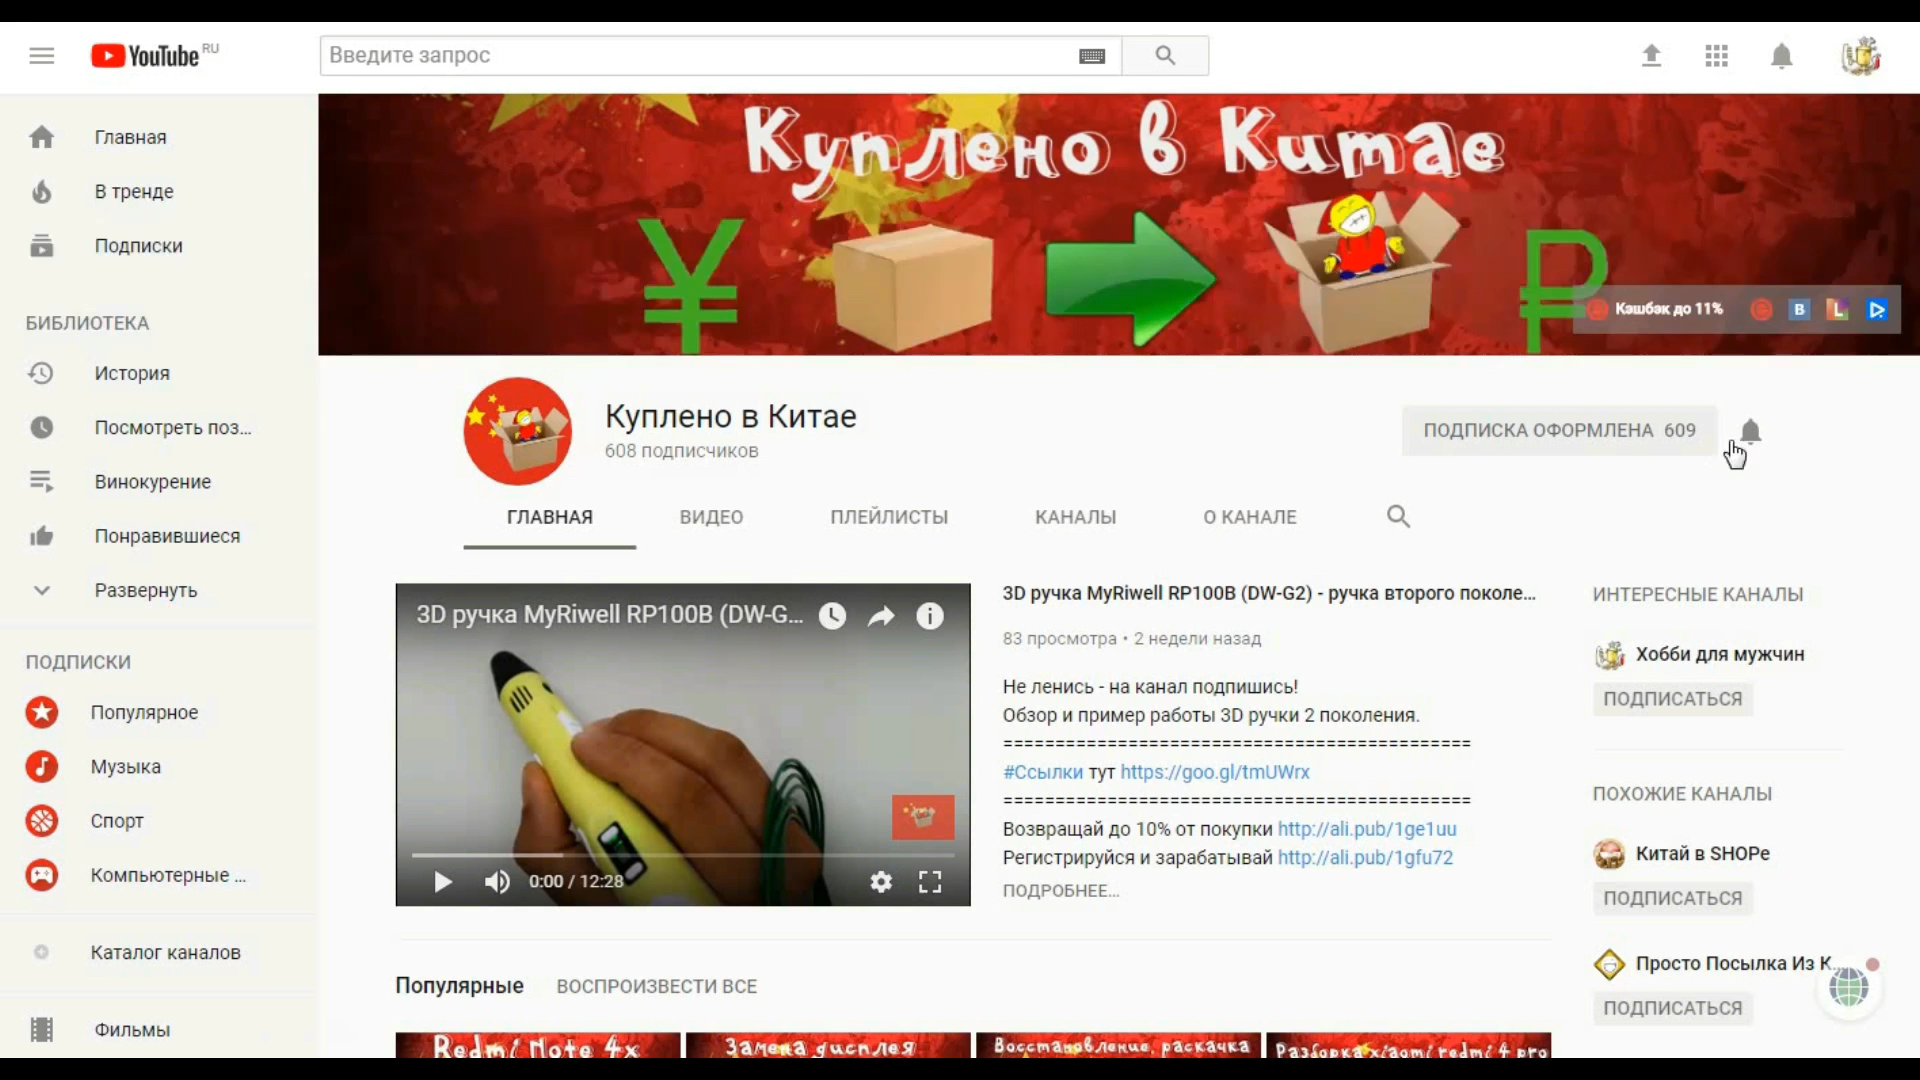 YouTube RU
Введите запрос
Главная
В тренде
Подписки
БИБЛИОТЕКА
История
Посмотреть поз...
Винокурение
Понравившиеся
Развернуть
ПОДПИСКИ
Популярное
Музыка
Спорт
Компьютерные ...
Каталог каналов
Фильмы
Куплено в Китае
¥
₽
Кэшбэк до 11%
Куплено в Китае
608 подписчиков
ПОДПИСКА ОФОРМЛЕНА 609
ГЛАВНАЯ ВИДЕО ПЛЕЙЛИСТЫ КАНАЛЫ О КАНАЛЕ
3D ручка MyRiwell RP100B (DW-G...
0:00 / 12:28
3D ручка MyRiwell RP100B (DW-G2) - ручка второго поколе...
83 просмотра • 2 недели назад
Не ленись - на канал подпишись!
Обзор и пример работы 3D ручки 2 поколения.
=============================================
#Ссылки тут https://goo.gl/tmUWrx
=============================================
Возвращай до 10% от покупки http://ali.pub/1ge1uu
Регистрируйся и зарабатывай http://ali.pub/1gfu72
ПОДРОБНЕЕ...
ИНТЕРЕСНЫЕ КАНАЛЫ
Хобби для мужчин
ПОДПИСАТЬСЯ
ПОХОЖИЕ КАНАЛЫ
Китай в SHOPe
ПОДПИСАТЬСЯ
Просто Посылка Из К...
ПОДПИСАТЬСЯ
Популярные ВОСПРОИЗВЕСТИ ВСЕ
Redmi Note 4x
Замена дисплея
Восстановление, раскачка
Разборка xiaomi redmi 4 pro